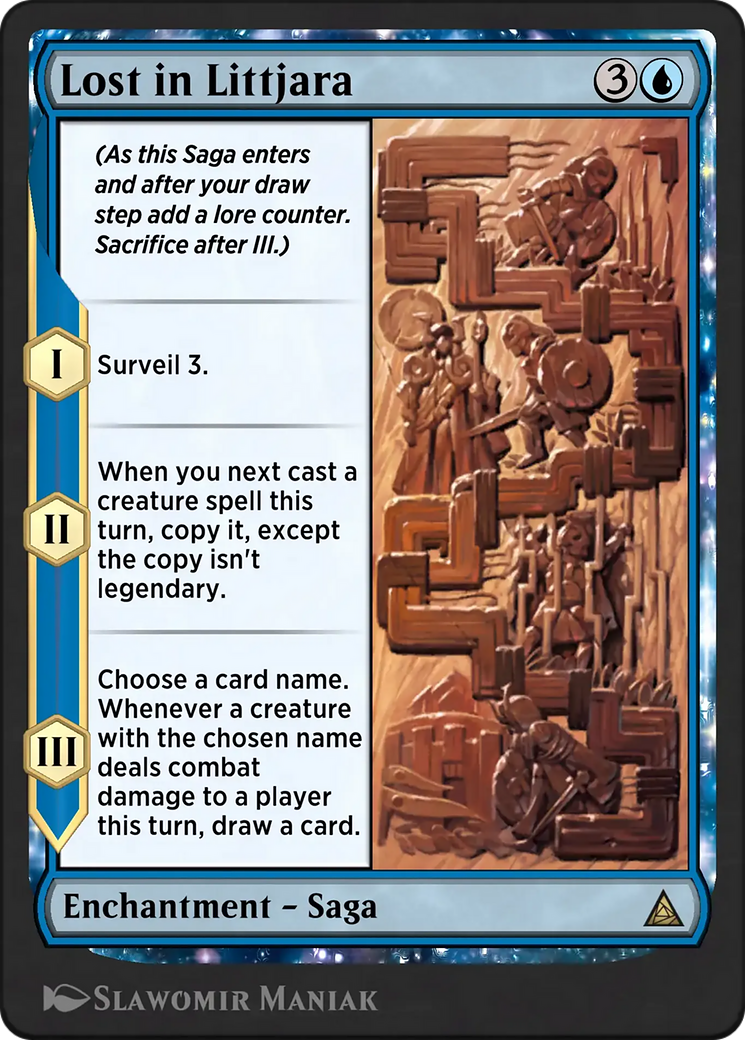 Lost in Littjara 3
(As this Saga enters
and after your draw
step add a lore counter.
Sacrifice after III.)
I
Surveil 3.
II
When you next cast a
creature spell this
turn, copy it, except
the copy isn't
legendary.
III
Choose a card name.
Whenever a creature
with the chosen name
deals combat
damage to a player
this turn, draw a card.
Enchantment – Saga
Slawomir Maniak